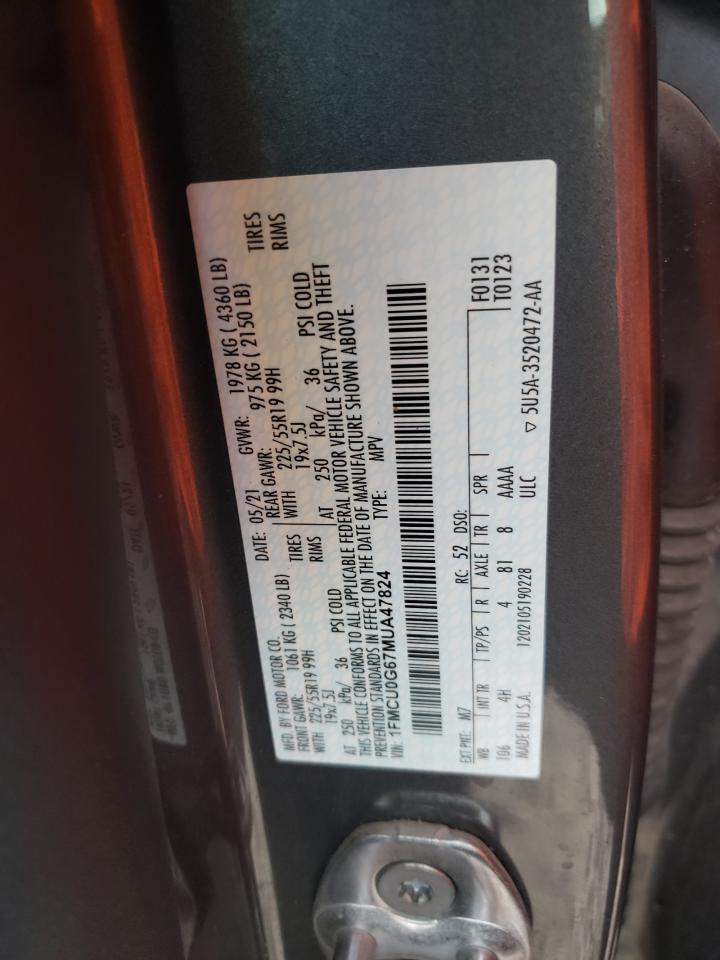 MFD. BY FORD MOTOR CO.
DATE: 05/21 GVWR: 1978 KG ( 4360 LB)
FRONT GAWR: 1061 KG ( 2340 LB) REAR GAWR: 975 KG ( 2150 LB)
WITH 225/55R19 99H TIRES WITH 225/55R19 99H TIRES
19x7.5J RIMS 19x7.5J RIMS
AT 250 kPa/ 36 PSI COLD AT 250 kPa/ 36 PSI COLD
THIS VEHICLE CONFORMS TO ALL APPLICABLE FEDERAL MOTOR VEHICLE SAFETY AND THEFT
PREVENTION STANDARDS IN EFFECT ON THE DATE OF MANUFACTURE SHOWN ABOVE.
VIN: 1FMCU0G67MUA47824 TYPE: MPV
EXT PNT: M7 RC: 52 DSO:
WB INT TR TP/PS R AXLE TR SPR F0131
106 4H 4 81 8 AAAA T0123
MADE IN U.S.A. 1202105190228 ULC ▽ 5U5A-3520472-AA